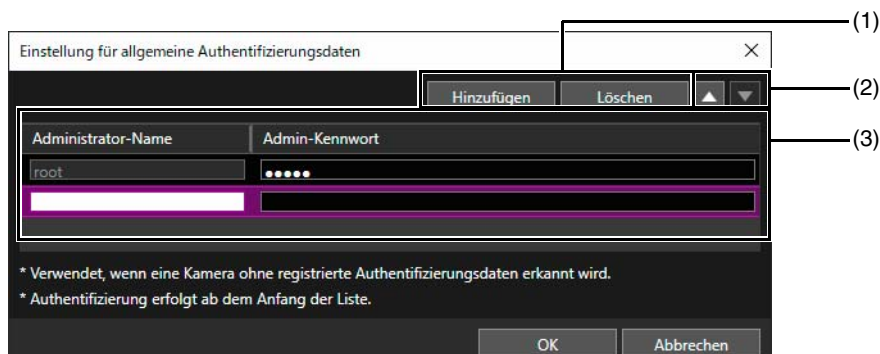 (1)
Einstellung für allgemeine Authentifizierungsdaten
Hinzufügen Löschen (2)
(3)
Administrator-Name Admin-Kennwort
root •••••
* Verwendet, wenn eine Kamera ohne registrierte Authentifizierungsdaten erkannt wird.
* Authentifizierung erfolgt ab dem Anfang der Liste.
OK Abbrechen